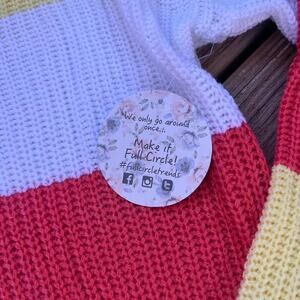 We only go around
once...
Make it
Full Circle!
#fullcircletrends